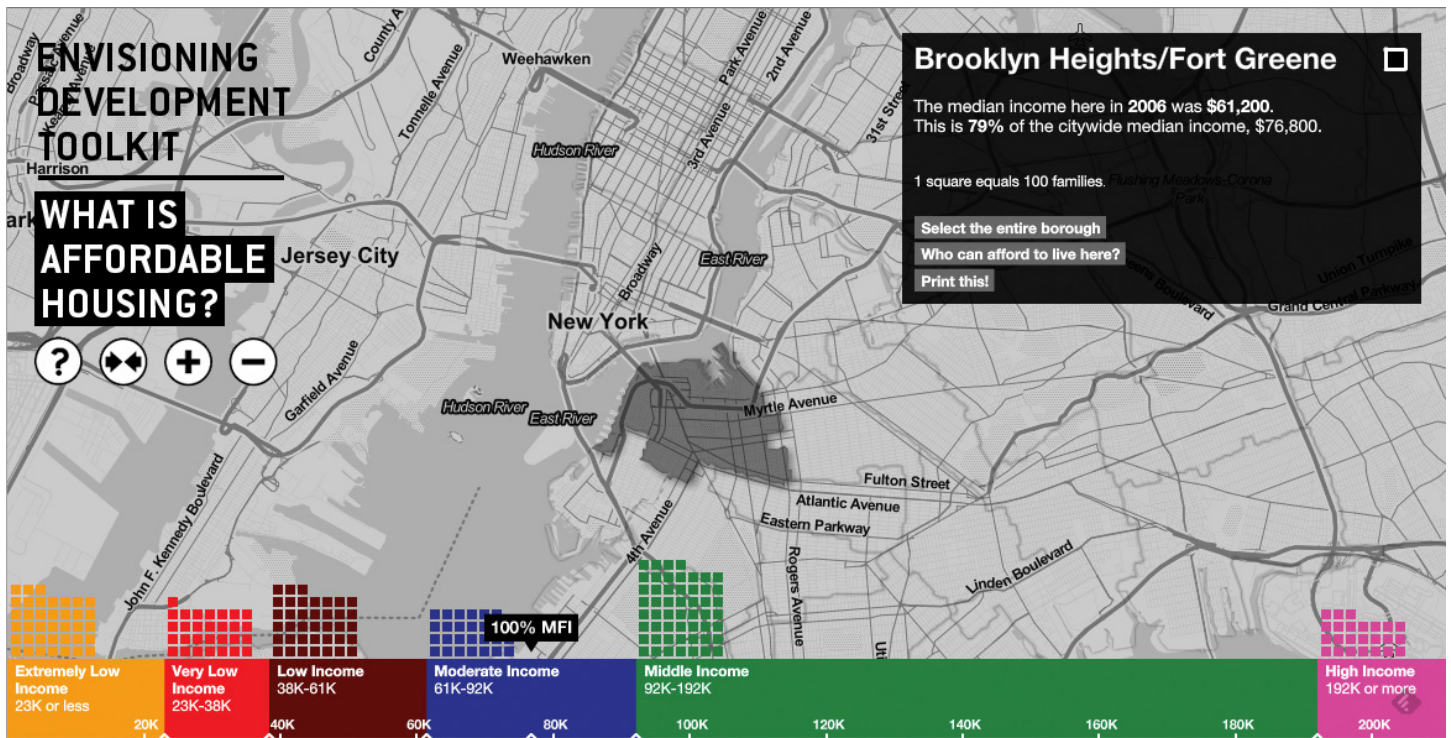 ENVISIONING
DEVELOPMENT
TOOLKIT
WHAT IS
AFFORDABLE
HOUSING?
?
Broadway
County A
Tonnelle Avenue
Harrison
ark
Weehawken
Park Avenue
2nd Avenue
3rd Avenue
31st Street
Hudson River
Jersey City
East River
Broadway
New York
Garfield Avenue
Hudson River
East River
Myrtle Avenue
Fulton Street
Atlantic Avenue
Eastern Parkway
4th Avenue
Rogers Avenue
Linden Boulevard
John F. Kennedy Boulevard
Uti
Brooklyn Heights/Fort Greene
The median income here in 2006 was $61,200.
This is 79% of the citywide median income, $76,800.
1 square equals 100 families.
Flushing Meadows-Corona
Park
Select the entire borough
Who can afford to live here?
Print this!
eens Boulevard
Union Turnpike
Grand Central Parkway
100% MFI
Extremely Low
Income
23K or less
Very Low
Income
23K-38K
Low Income
38K-61K
Moderate Income
61K-92K
Middle Income
92K-192K
High Income
192K or more
20K
40K
60K
80K
100K
120K
140K
160K
180K
200K